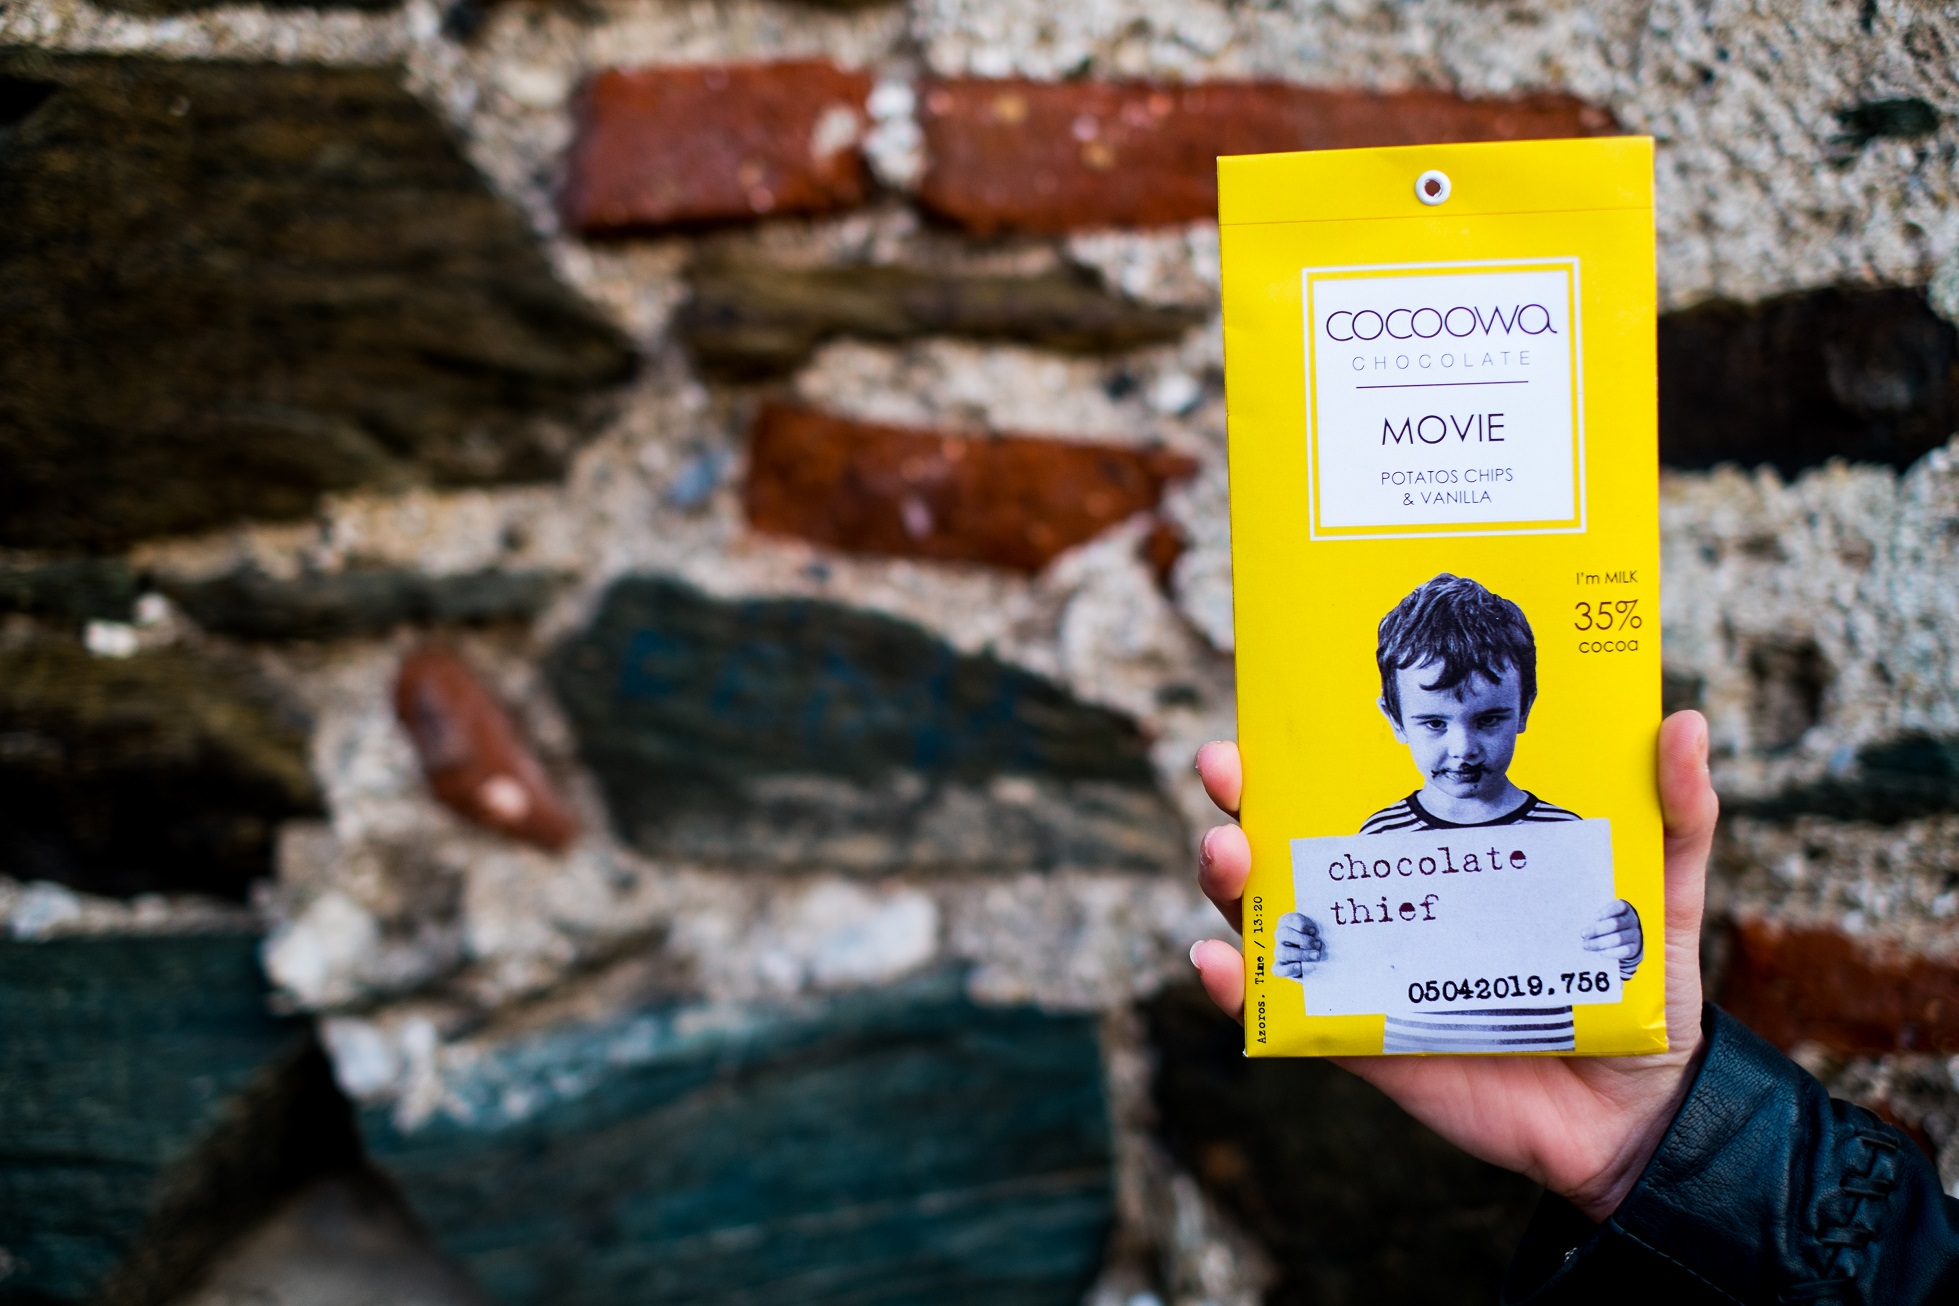 COCOOWA
CHOCOLATE
MOVIE
POTATOS CHIPS
& VANILLA
I'm MILK
35%
cocoa
chocolate
thief
05042019.756
Azoros. Time / 13:20